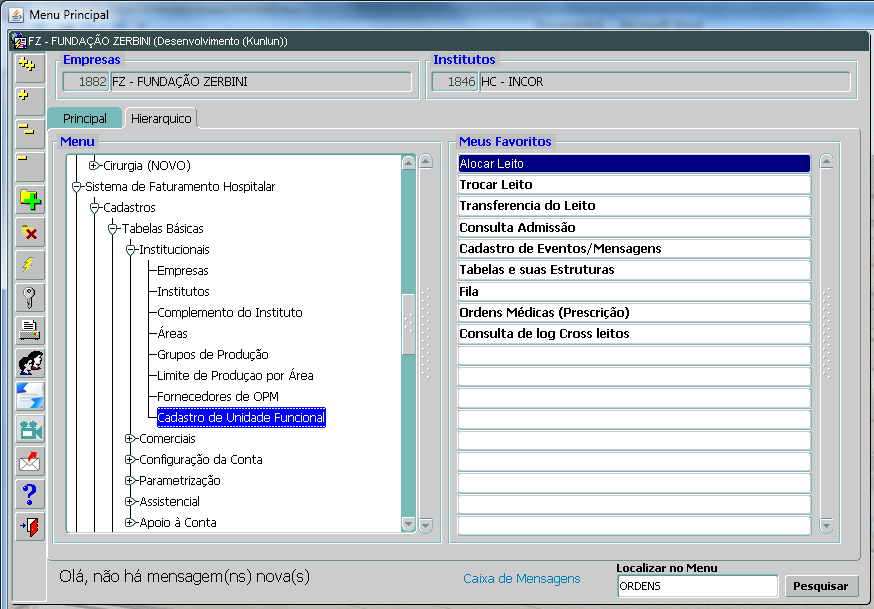 Menu Principal
FZ - FUNDAÇÃO ZERBINI (Desenvolvimento (Kunlun))
Empresas
1882 FZ - FUNDAÇÃO ZERBINI
Institutos
1846 HC - INCOR
Principal
Hierarquico
Menu
Cirurgia (NOVO)
Sistema de Faturamento Hospitalar
Cadastros
Tabelas Básicas
Institucionais
Empresas
Institutos
Complemento do Instituto
Áreas
Grupos de Produção
Limite de Produçao por Área
Fornecedores de OPM
Cadastro de Unidade Funcional
Comerciais
Configuração da Conta
Parametrização
Assistencial
Apoio à Conta
Meus Favoritos
Alocar Leito
Trocar Leito
Transferencia do Leito
Consulta Admissão
Cadastro de Eventos/Mensagens
Tabelas e suas Estruturas
Fila
Ordens Médicas (Prescrição)
Consulta de log Cross leitos
Olá, não há mensagem(ns) nova(s)
Caixa de Mensagens
Localizar no Menu
ORDENS
Pesquisar